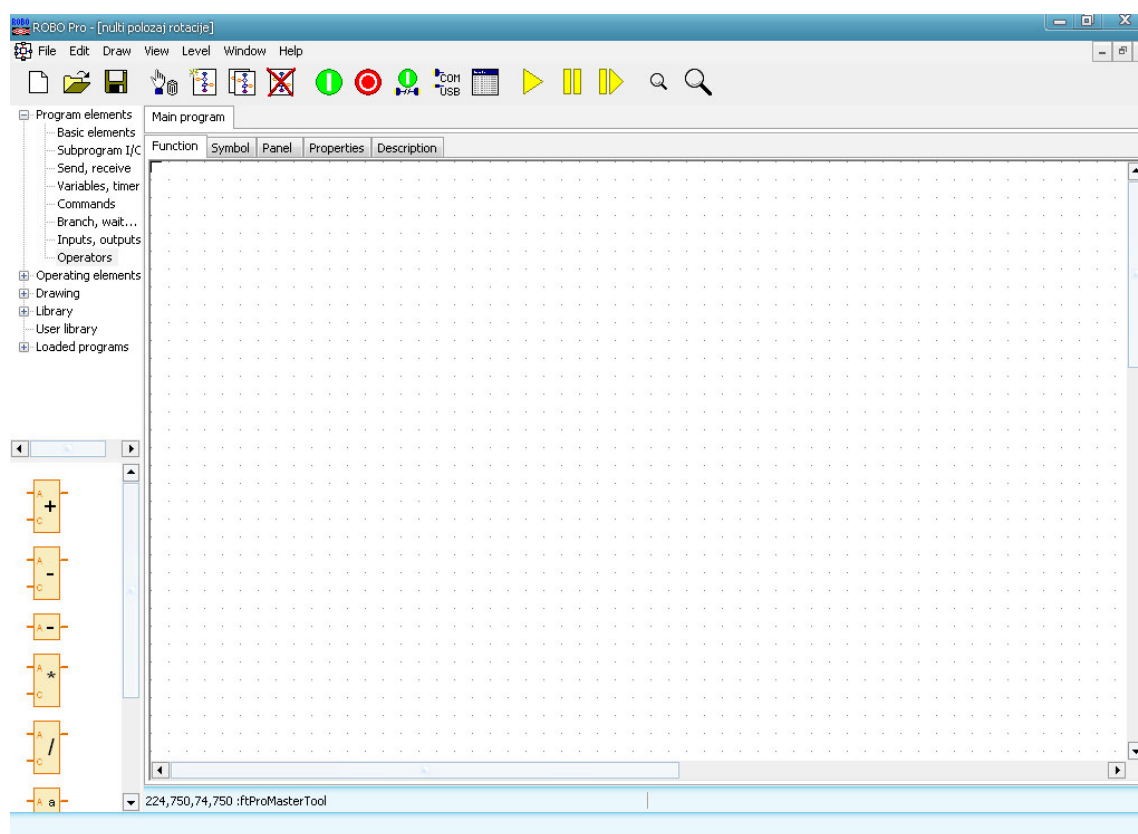 ROBO Pro - [nulti polozaj rotacije]
File Edit Draw View Level Window Help
COM
USB
Program elements
Basic elements
Subprogram I/C
Send, receive
Variables, timer
Commands
Branch, wait...
Inputs, outputs
Operators
Operating elements
Drawing
Library
User library
Loaded programs
Main program
Function Symbol Panel Properties Description
A
+
C
A
-
C
A -
A
*
C
A
/
C
A a
224,750,74,750 :ftProMasterTool